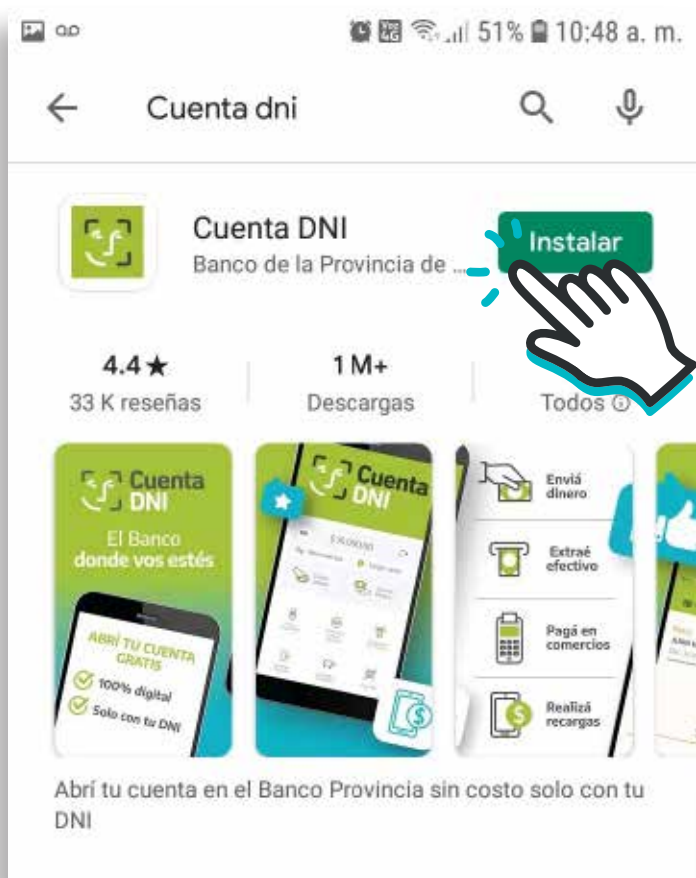 51% 10:48 a. m.
Cuenta dni
Cuenta DNI
Banco de la Provincia de ...
Instalar
4.4★
33 K reseñas
1 M+
Descargas
Todos
Cuenta
DNI
El Banco
donde vos estés
ABRÍ TU CUENTA
GRATIS
100% digital
Solo con tu DNI
Cuenta
DNI
Enviá
dinero
Extraé
efectivo
Pagá en
comercios
Realizá
recargas
Abrí tu cuenta en el Banco Provincia sin costo solo con tu
DNI